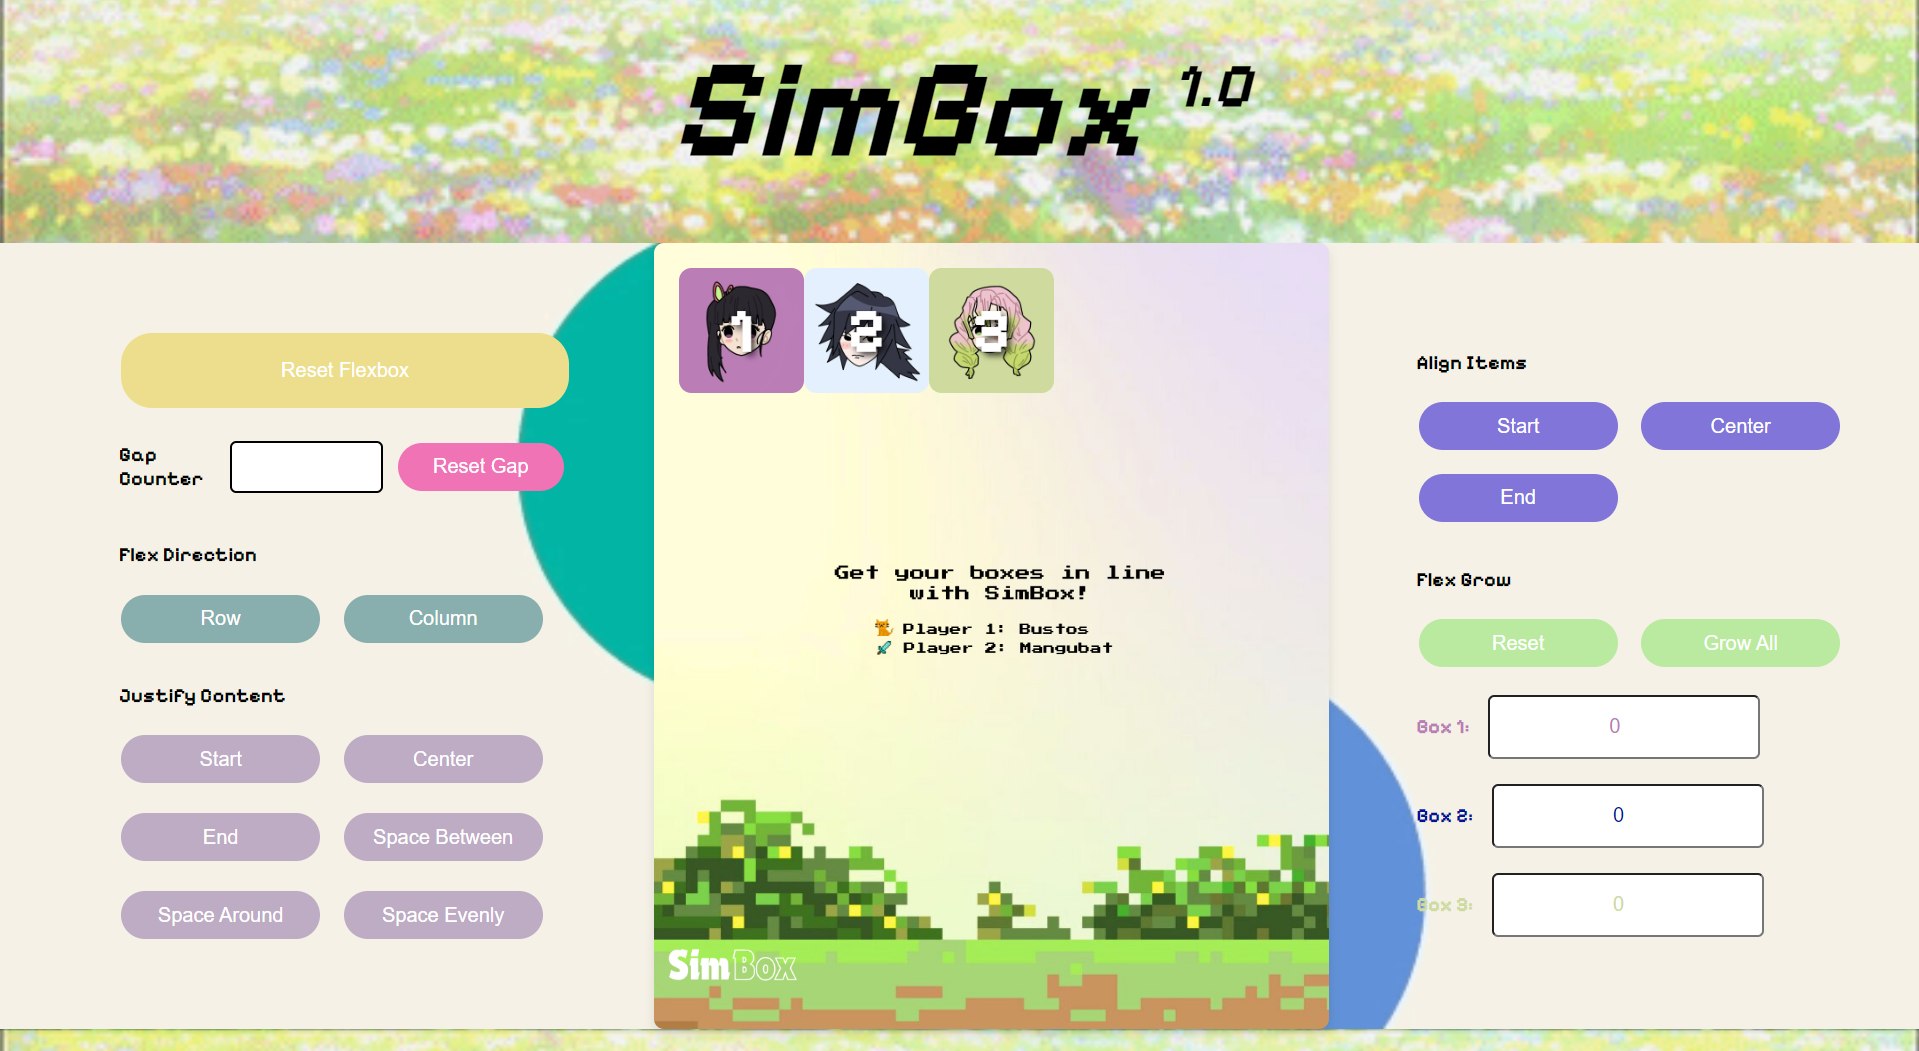 SimBox 1.0
1
2
3
Reset Flexbox
Gap
Counter
Reset Gap
Flex Direction
Row
Column
Justify Content
Start
Center
End
Space Between
Space Around
Space Evenly
Get your boxes in line
with SimBox!
Player 1: Bustos
Player 2: Mangubat
SimBox
Align Items
Start
Center
End
Flex Grow
Reset
Grow All
Box 1:
0
Box 2:
0
Box 3:
0